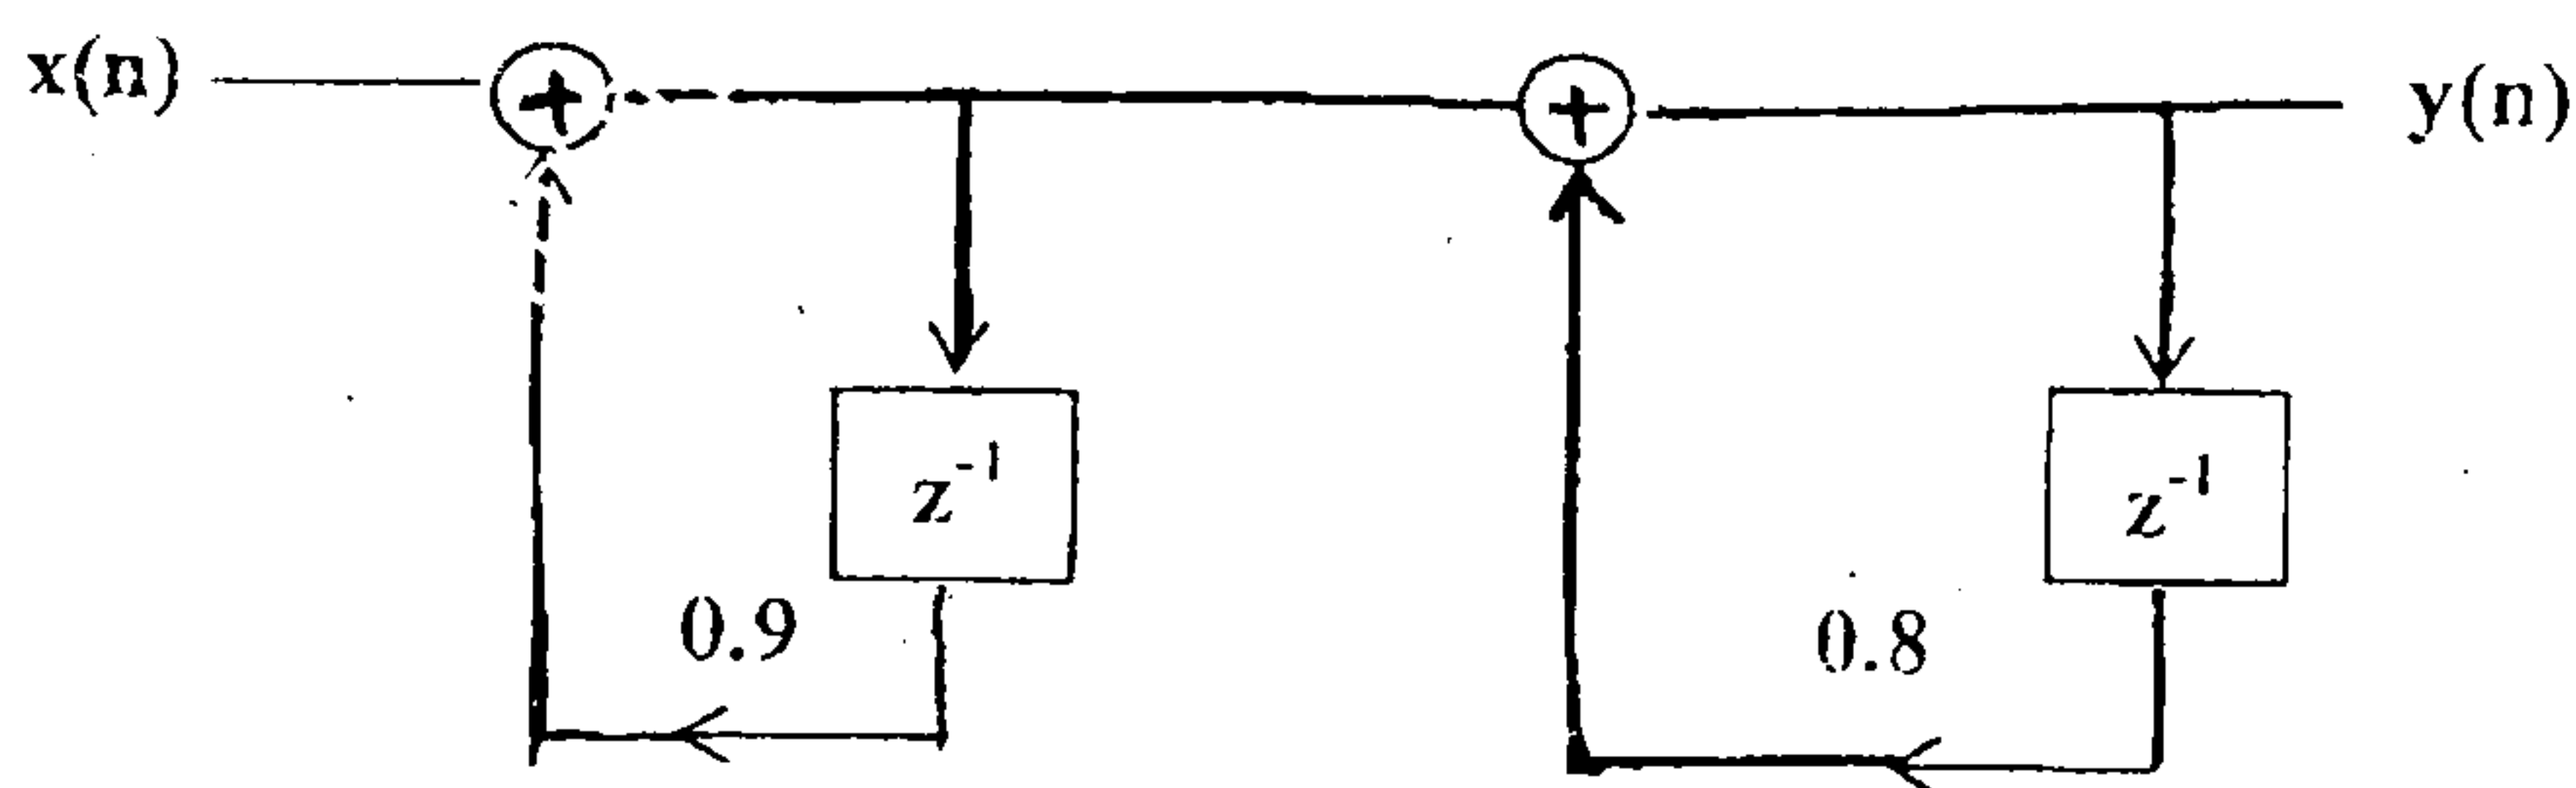 x(n) + + y(n)
z⁻¹ z⁻¹
0.9 0.8